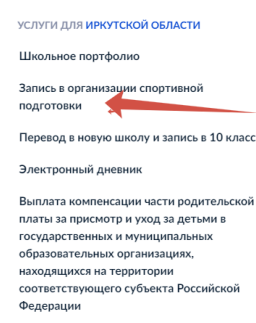 УСЛУГИ ДЛЯ ИРКУТСКОЙ ОБЛАСТИ
Школьное портфолио
Запись в организации спортивной
подготовки
Перевод в новую школу и запись в 10 класс
Электронный дневник
Выплата компенсации части родительской
платы за присмотр и уход за детьми в
государственных и муниципальных
образовательных организациях,
находящихся на территории
соответствующего субъекта Российской
Федерации